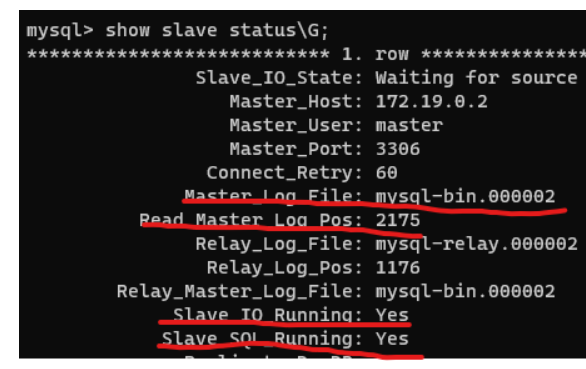 mysql> show slave status\G;
*************************** 1. row ***************
Slave_IO_State: Waiting for source
Master_Host: 172.19.0.2
Master_User: master
Master_Port: 3306
Connect_Retry: 60
Master_Log_File: mysql-bin.000002
Read_Master_Log_Pos: 2175
Relay_Log_File: mysql-relay.000002
Relay_Log_Pos: 1176
Relay_Master_Log_File: mysql-bin.000002
Slave_IO_Running: Yes
Slave_SQL_Running: Yes